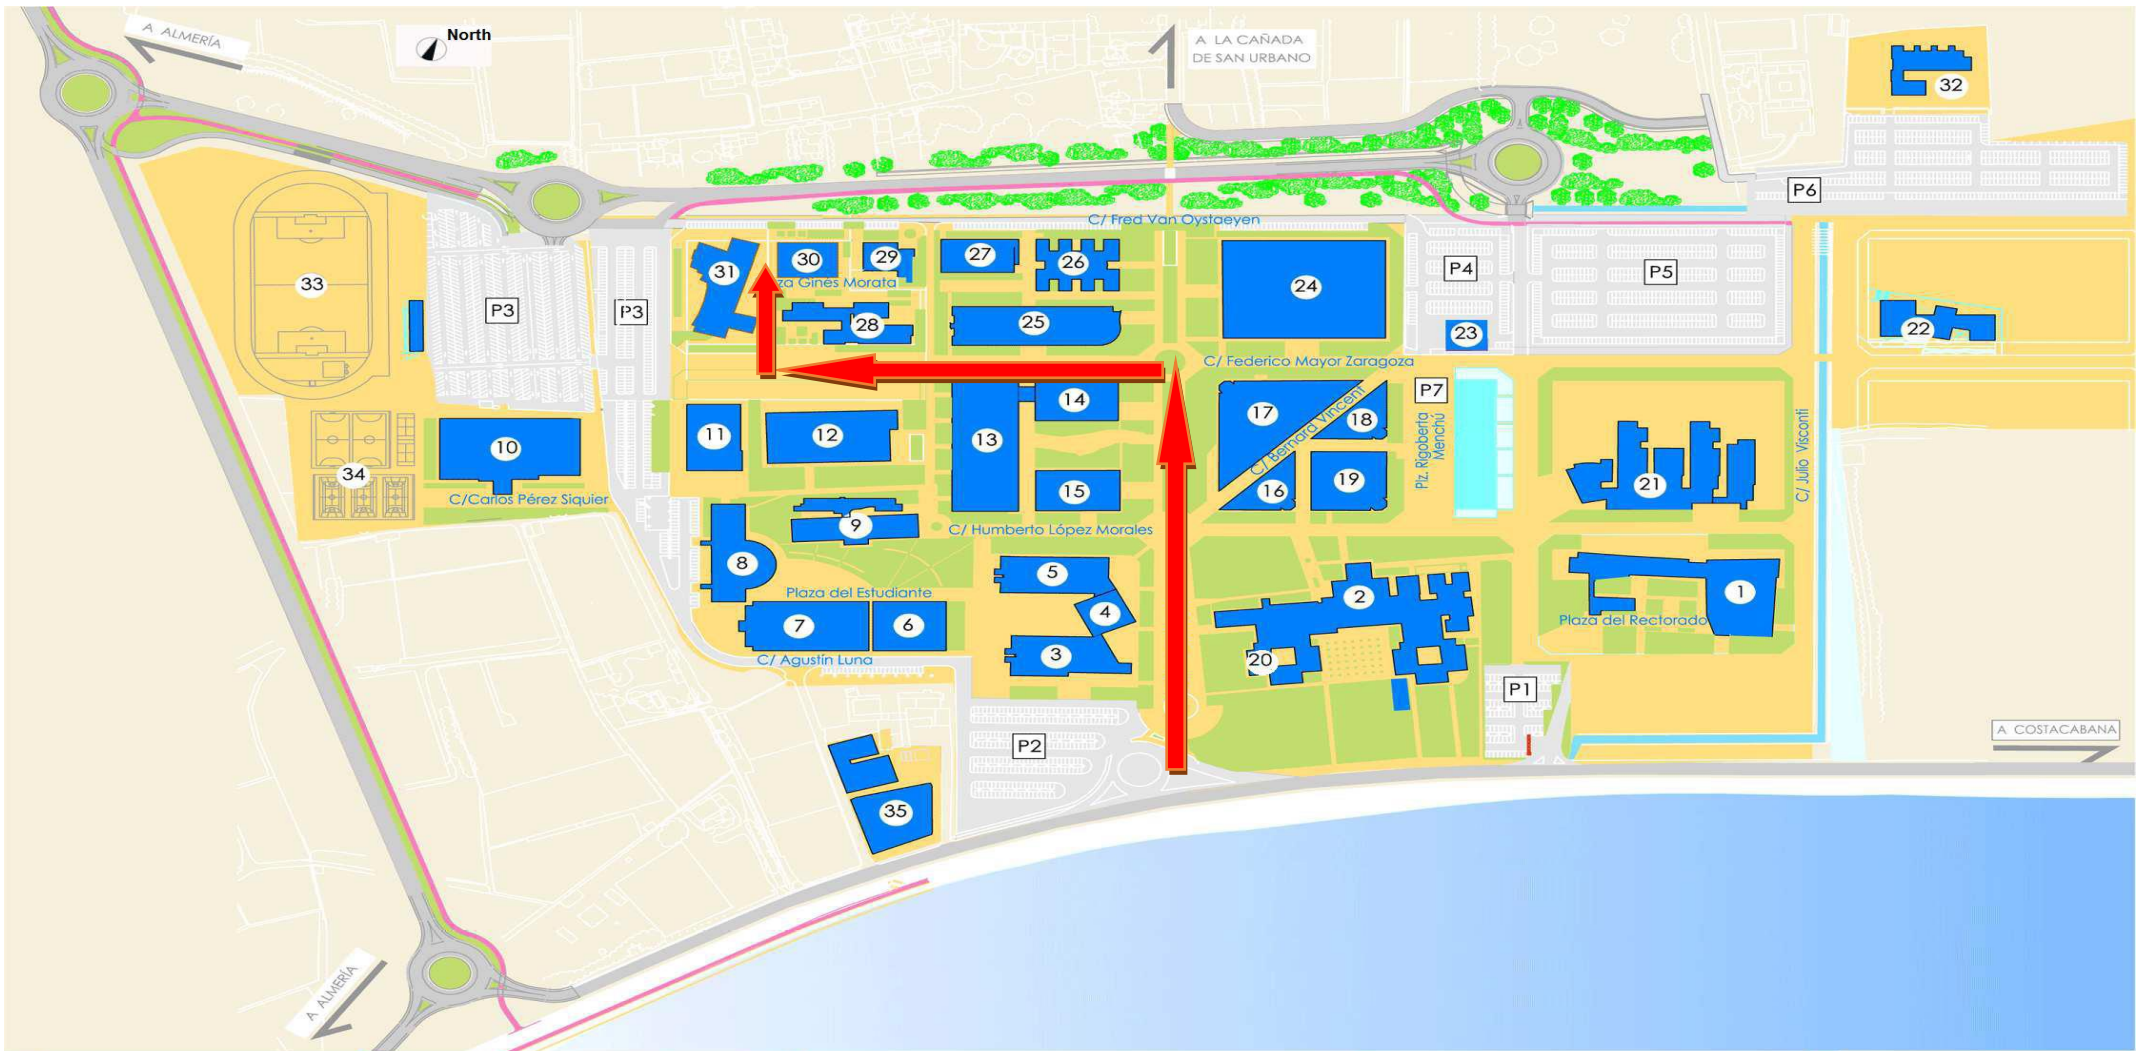 A ALMERÍA
North
A LA CAÑADA
DE SAN URBANO
32
P6
C/ Fred Van Oystaeyen
31
30
29
27
26
24
P4
P5
33
P3
P3
za Ginés Morata
28
25
23
22
C/ Federico Mayor Zaragoza
P7
14
17
18
C/ Bernard Vincent
Plz. Rigoberta
Menchú
C/ Julio Visconti
11
12
13
10
34
19
16
15
21
C/Carlos Pérez Siquier
9
C/ Humberto López Morales
8
5
Plaza del Estudiante
2
1
4
7
6
Plaza del Rectorado
3
20
C/ Agustín Luna
P1
P2
A COSTACABANA
35
A ALMERÍA